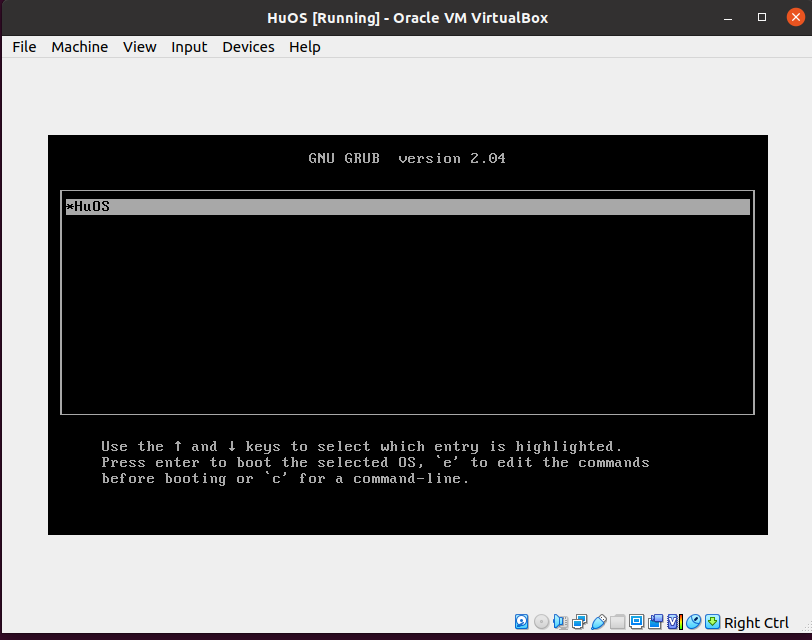 HuOS [Running] - Oracle VM VirtualBox
File Machine View Input Devices Help
GNU GRUB version 2.04
*HuOS
Use the ↑ and ↓ keys to select which entry is highlighted.
Press enter to boot the selected OS, `e' to edit the commands
before booting or `c' for a command-line.
Right Ctrl